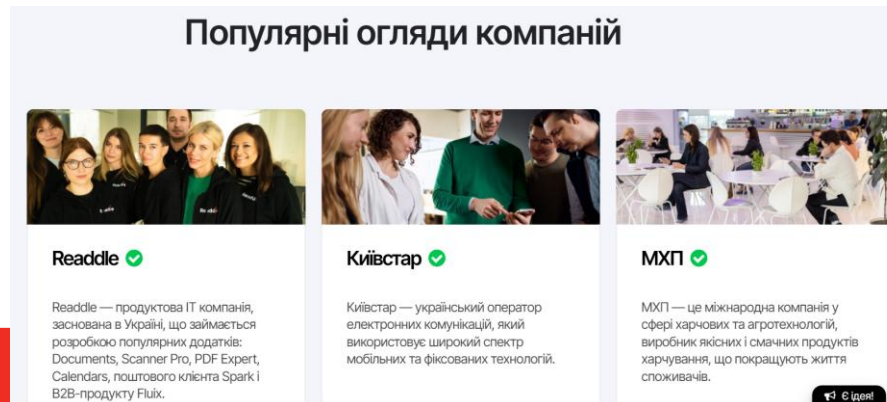 Популярні огляди компаній
Readdle
Readdle — продуктова ІТ компанія,
заснована в Україні, що займається
розробкою популярних додатків:
Documents, Scanner Pro, PDF Expert,
Calendars, поштового клієнта Spark і
B2B-продукту Fluix.
Київстар
Київстар — український оператор
електронних комунікацій, який
використовує широкий спектр
мобільних та фіксованих технологій.
МХП
МХП — це міжнародна компанія у
сфері харчових та агротехнологій,
виробник якісних і смачних продуктів
харчування, що покращують життя
споживачів.
Є ідея!